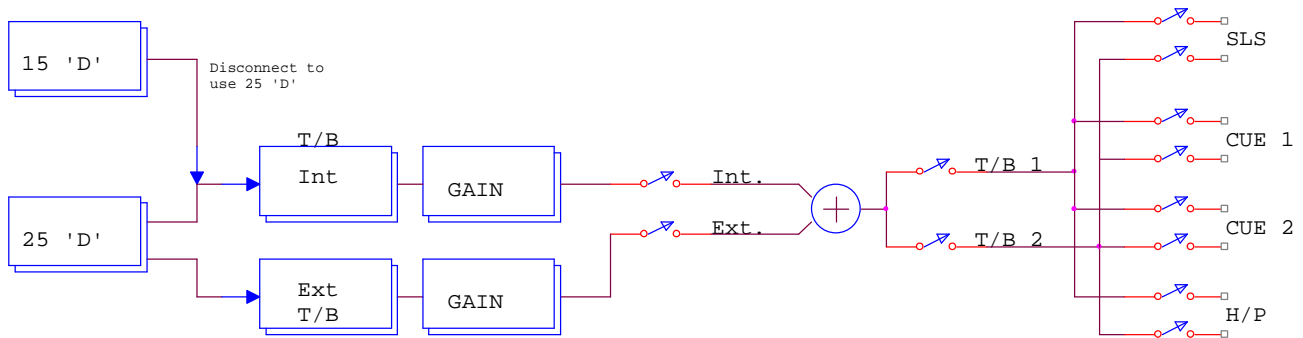 15 'D'
Disconnect to
use 25 'D'
25 'D'
T/B
Int
GAIN
Ext
T/B
GAIN
Int.
Ext.
T/B 1
T/B 2
SLS
CUE 1
CUE 2
H/P